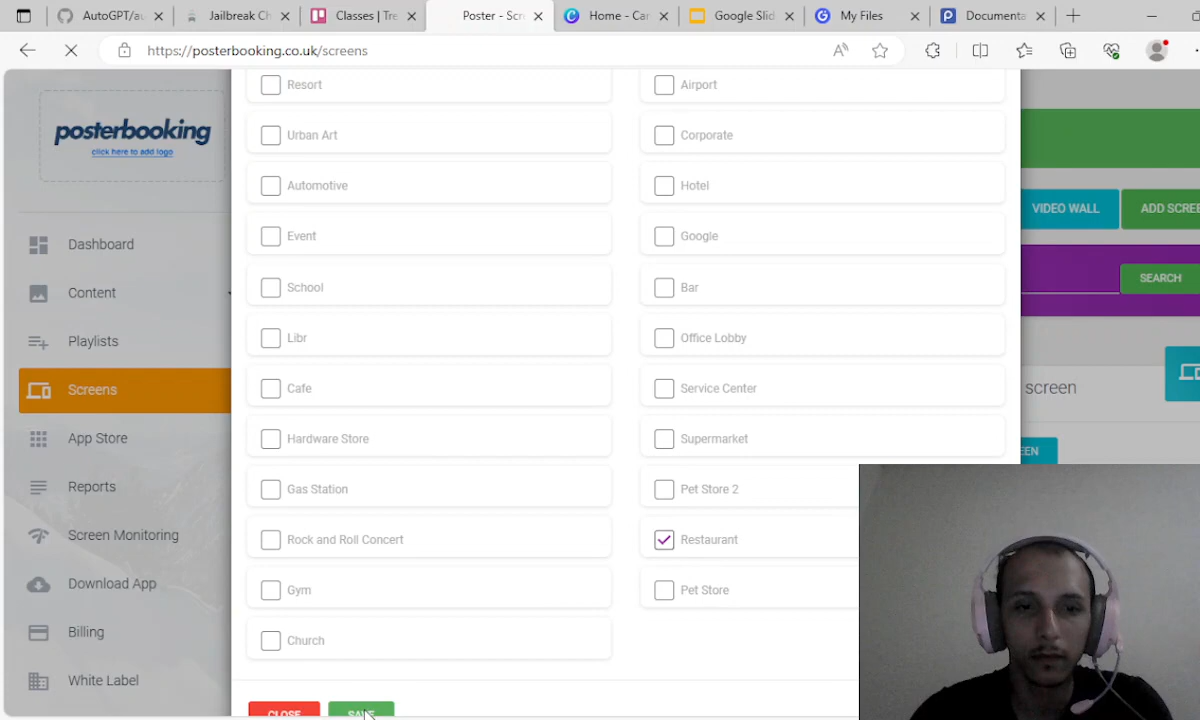 AutoGPT/au
Jailbreak Ch
Classes | Tre
Poster - Scr
Home - Can
Google Slid
My Files
Documenta
https://posterbooking.co.uk/screens
posterbooking
click here to add logo
Dashboard
Content
Playlists
Screens
App Store
Reports
Screen Monitoring
Download App
Billing
White Label
Resort
Airport
Urban Art
Corporate
Automotive
Hotel
Event
Google
School
Bar
Libr
Office Lobby
Cafe
Service Center
Hardware Store
Supermarket
Gas Station
Pet Store 2
Rock and Roll Concert
Restaurant
Gym
Pet Store
Church
CLOSE
SAVE
VIDEO WALL
ADD SCREE
SEARCH
screen
EEN